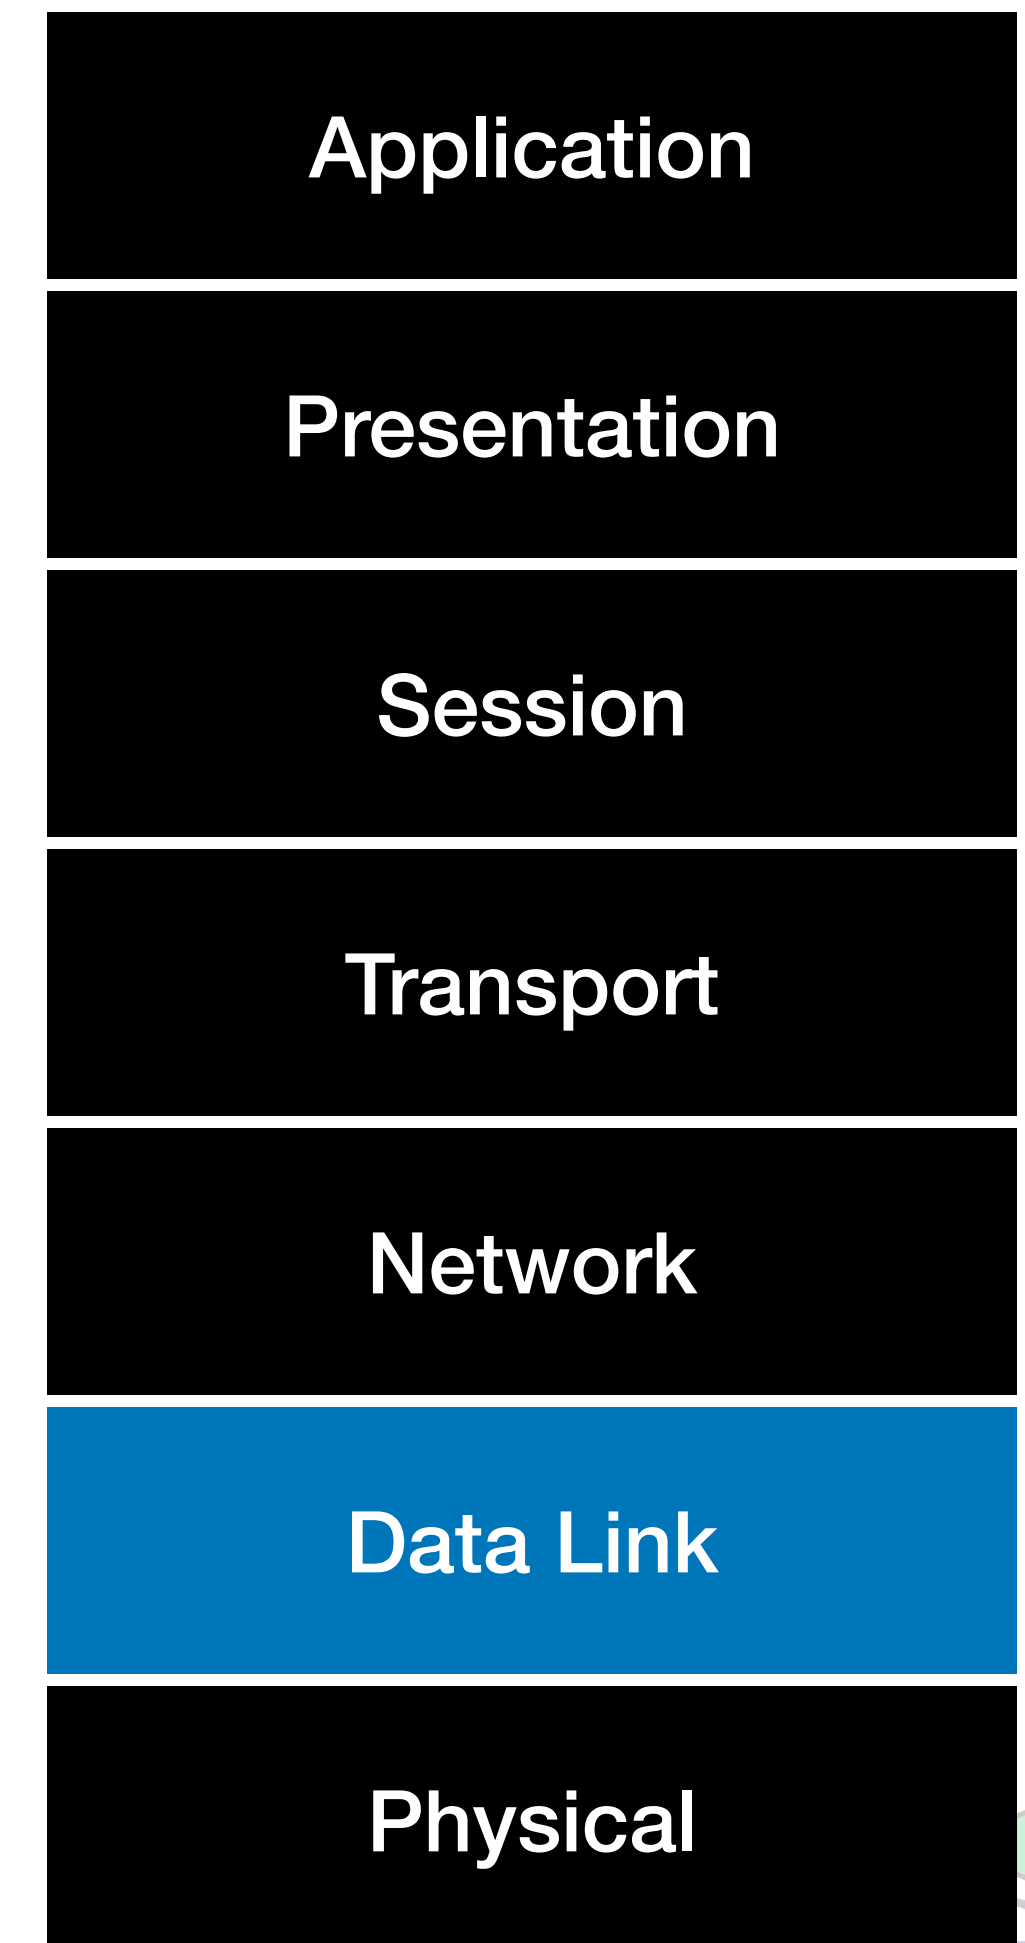 Application
Presentation
Session
Transport
Network
Data Link
Physical